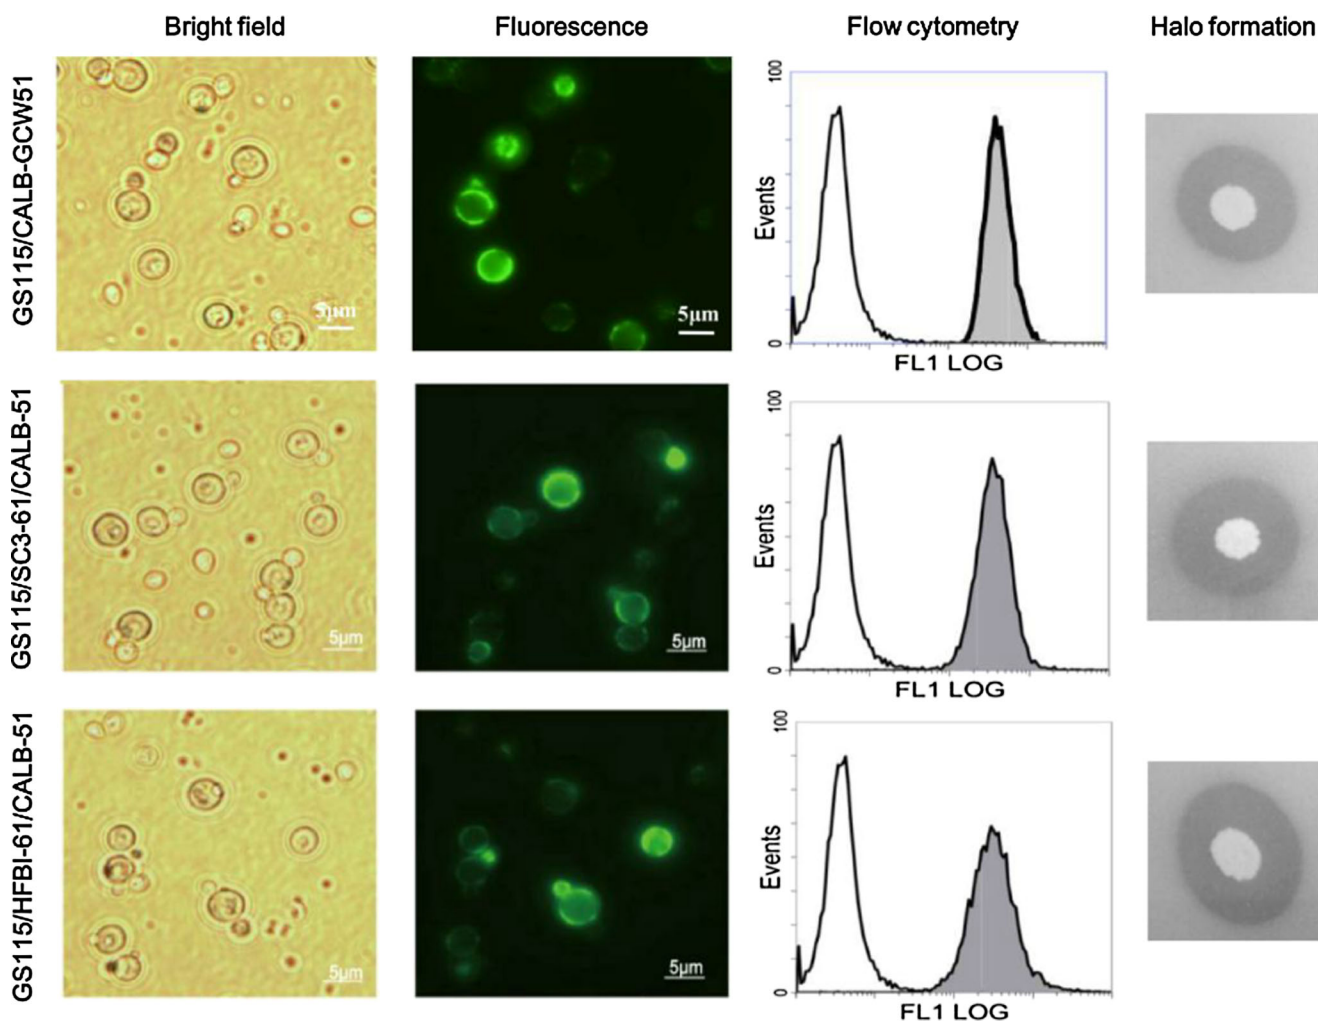 Bright field
Fluorescence
Flow cytometry
Halo formation
GS115/CALB-GCW51
5μm
5μm
100
Events
0
FL1 LOG
GS115/SC3-61/CALB-51
5μm
5μm
100
Events
0
FL1 LOG
GS115/HFBI-61/CALB-51
5μm
5μm
100
Events
0
FL1 LOG